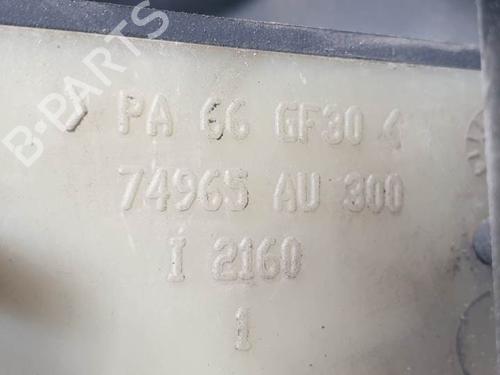 B-PARTS
> PA 66 GF30 <
74965 AU 300
I 2160
1